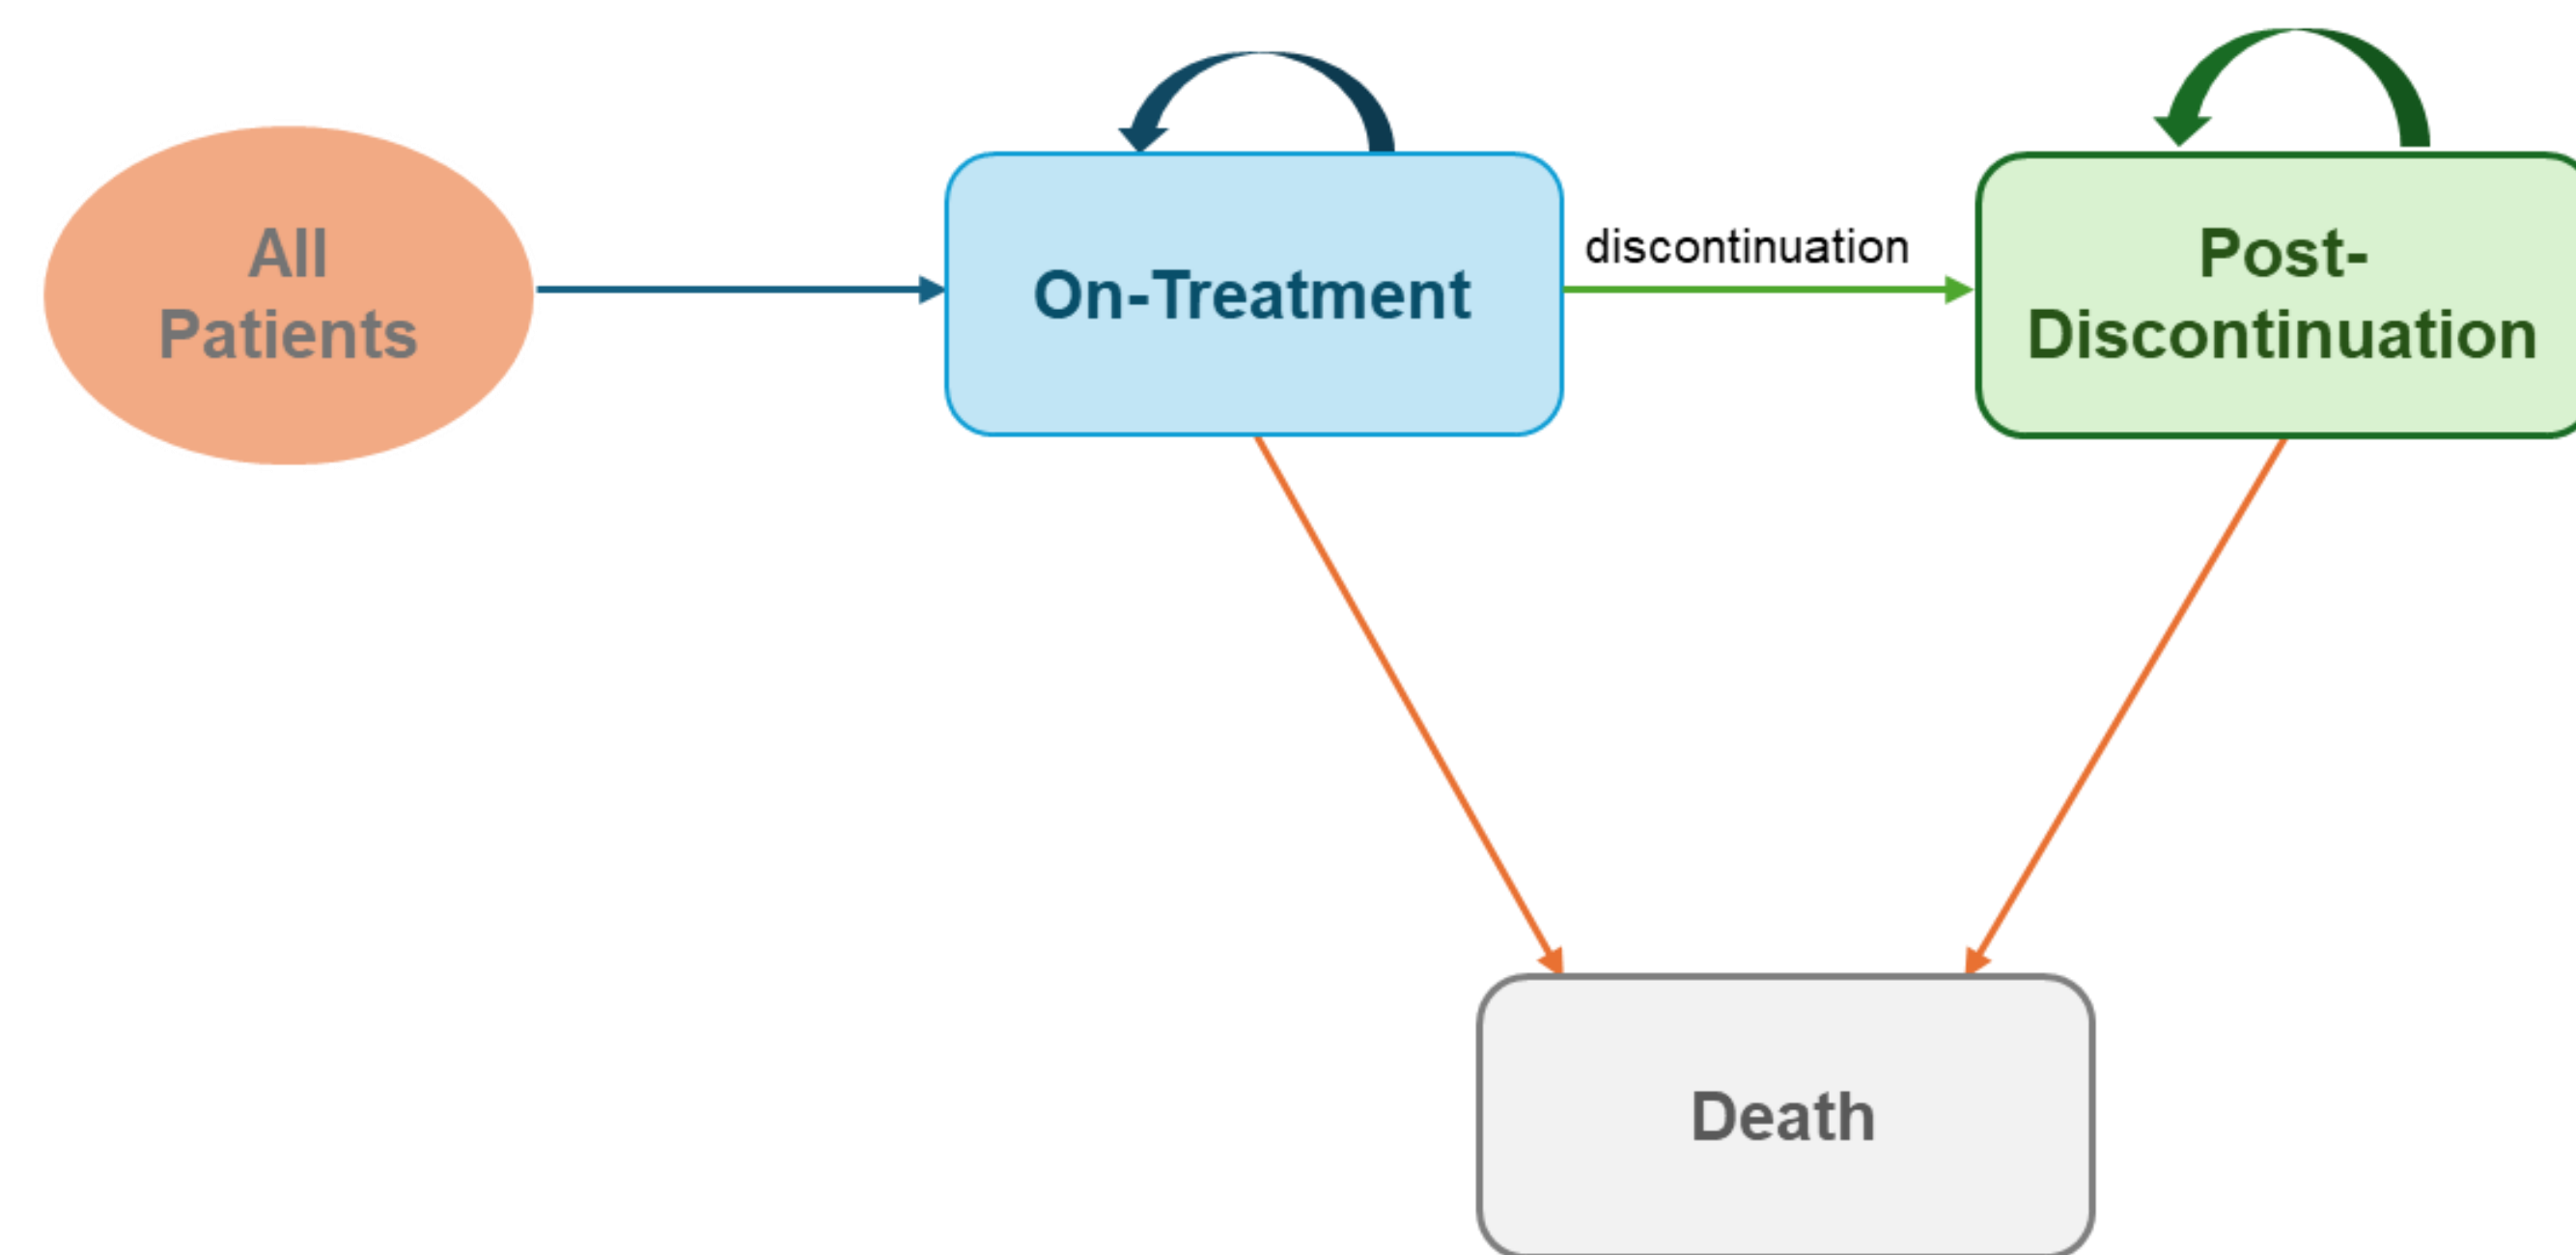 All
Patients
On-Treatment
discontinuation
Post-
Discontinuation
Death